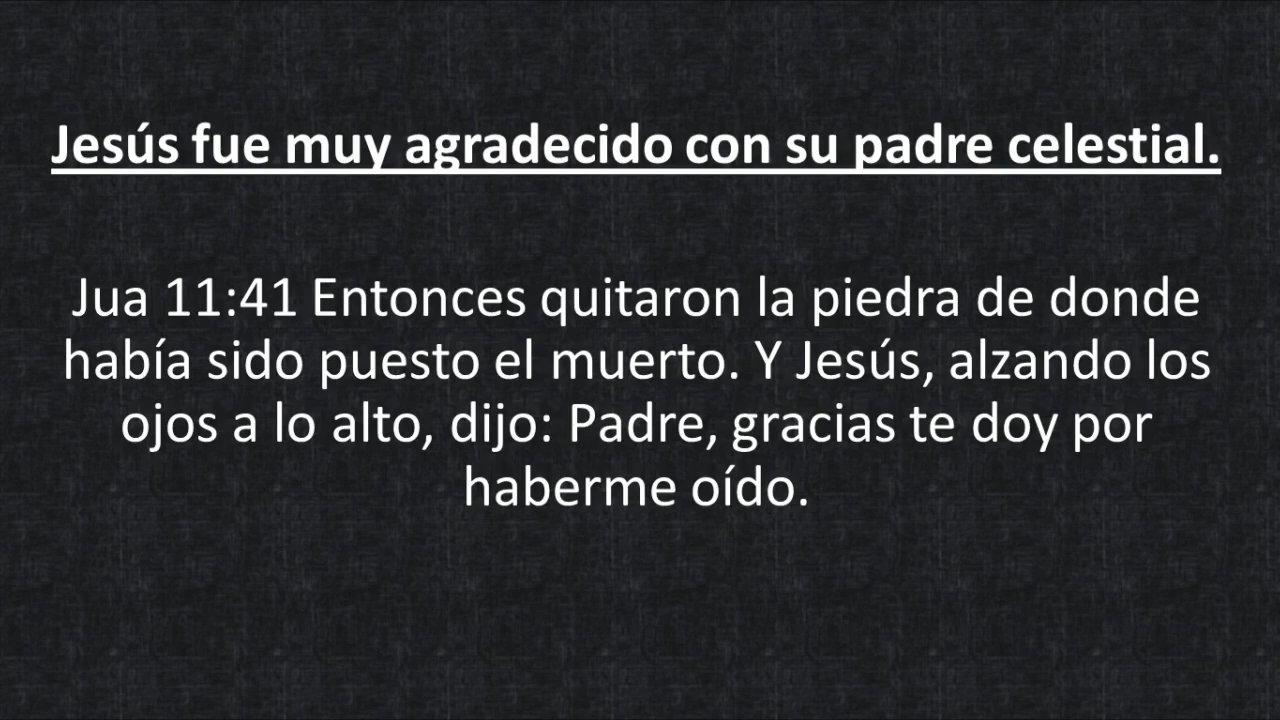 Jesús fue muy agradecido con su padre celestial.
Jua 11:41 Entonces quitaron la piedra de donde
había sido puesto el muerto. Y Jesús, alzando los
ojos a lo alto, dijo: Padre, gracias te doy por
haberme oído.